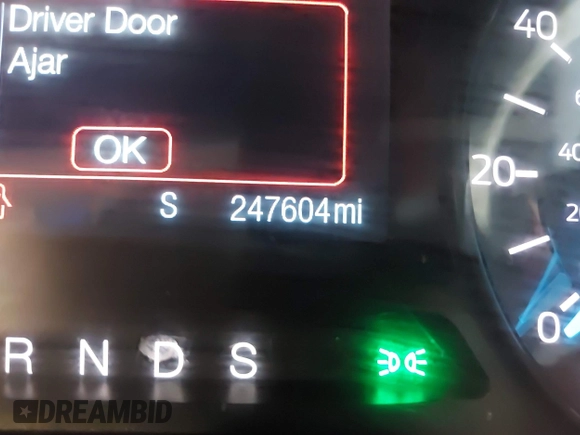 Driver Door
Ajar
OK
S 247604mi
R N D S
40
20
0
DREAMBID